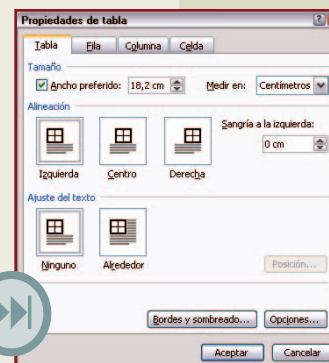 Propiedades de tabla
Tabla Fila Columna Celda
Tamaño
Ancho preferido: 18,2 cm Medir en: Centímetros
Alineación
Sangría a la izquierda:
0 cm
Izquierda Centro Derecha
Ajuste del texto
Ninguno Alrededor Posición...
Bordes y sombreado... Opciones...
Aceptar Cancelar